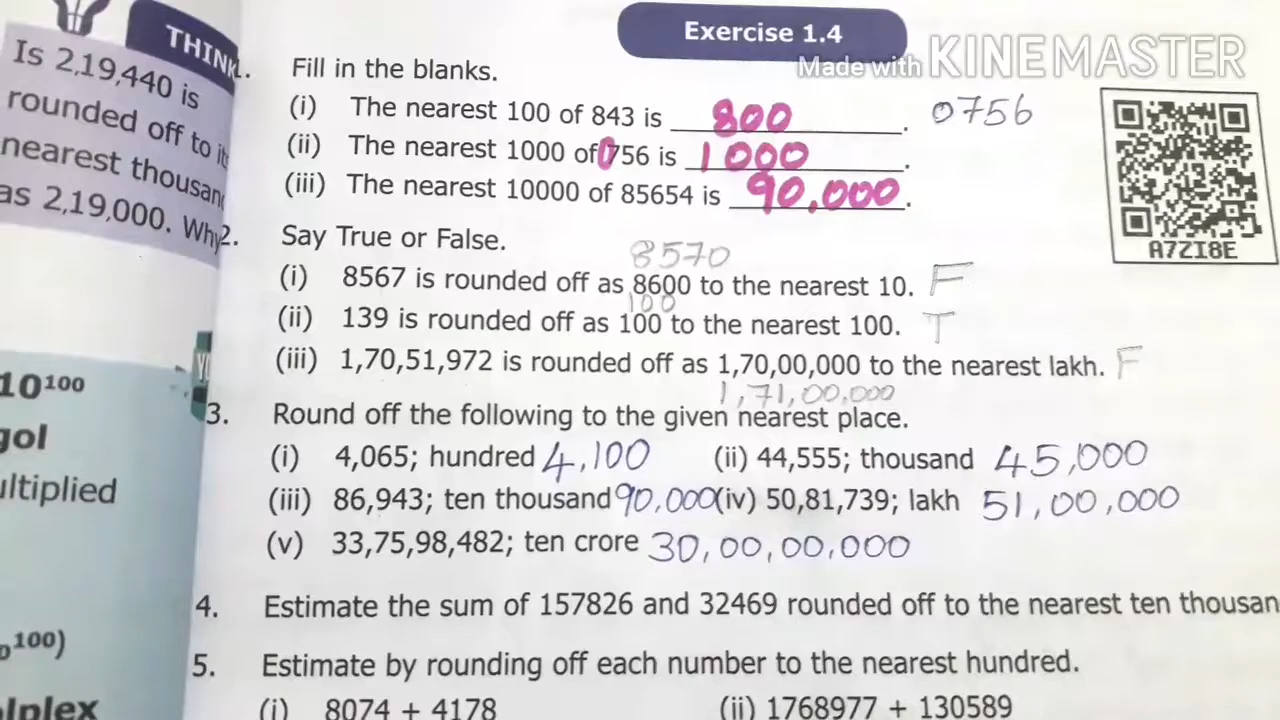 Exercise 1.4
Made with KINEMASTER
THINK
Is 2,19,440 is
rounded off to its
nearest thousand
as 2,19,000. Why
10¹⁰⁰
gol
ultiplied
¹⁰⁰)
lplex
1. Fill in the blanks.
(i) The nearest 100 of 843 is 800. 0756
(ii) The nearest 1000 of 0756 is 1000.
(iii) The nearest 10000 of 85654 is 90,000.
A7ZI8E
2. Say True or False.
8570
(i) 8567 is rounded off as 8600 to the nearest 10. F
100
(ii) 139 is rounded off as 100 to the nearest 100. T
(iii) 1,70,51,972 is rounded off as 1,70,00,000 to the nearest lakh. F
1,71,00,000
3. Round off the following to the given nearest place.
(i) 4,065; hundred 4,100 (ii) 44,555; thousand 45,000
(iii) 86,943; ten thousand 90,000 (iv) 50,81,739; lakh 51,00,000
(v) 33,75,98,482; ten crore 30,00,00,000
4. Estimate the sum of 157826 and 32469 rounded off to the nearest ten thousan
5. Estimate by rounding off each number to the nearest hundred.
(i) 8074 + 4178 (ii) 1768977 + 130589